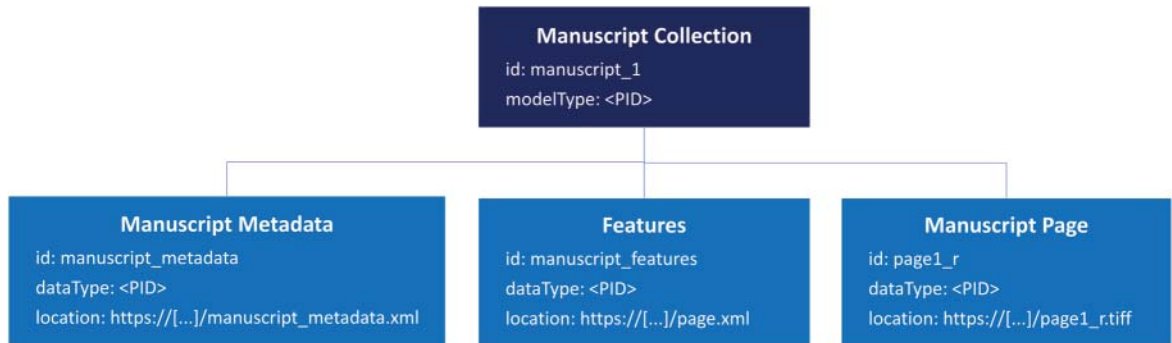 Manuscript Collection
id: manuscript_1
modelType: <PID>
Manuscript Metadata
id: manuscript_metadata
dataType: <PID>
location: https://[...]/manuscript_metadata.xml
Features
id: manuscript_features
dataType: <PID>
location: https://[...]/page.xml
Manuscript Page
id: page1_r
dataType: <PID>
location: https://[...]/page1_r.tiff